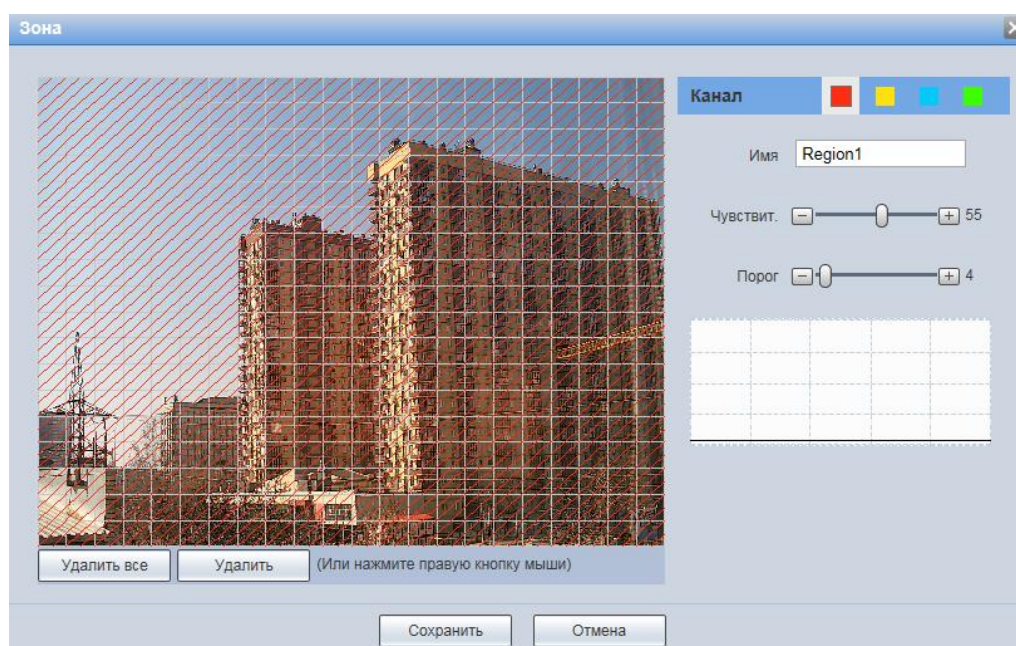 Зона
Канал
Имя Region1
Чувствит. 55
Порог 4
Удалить все Удалить (Или нажмите правую кнопку мыши)
Сохранить Отмена